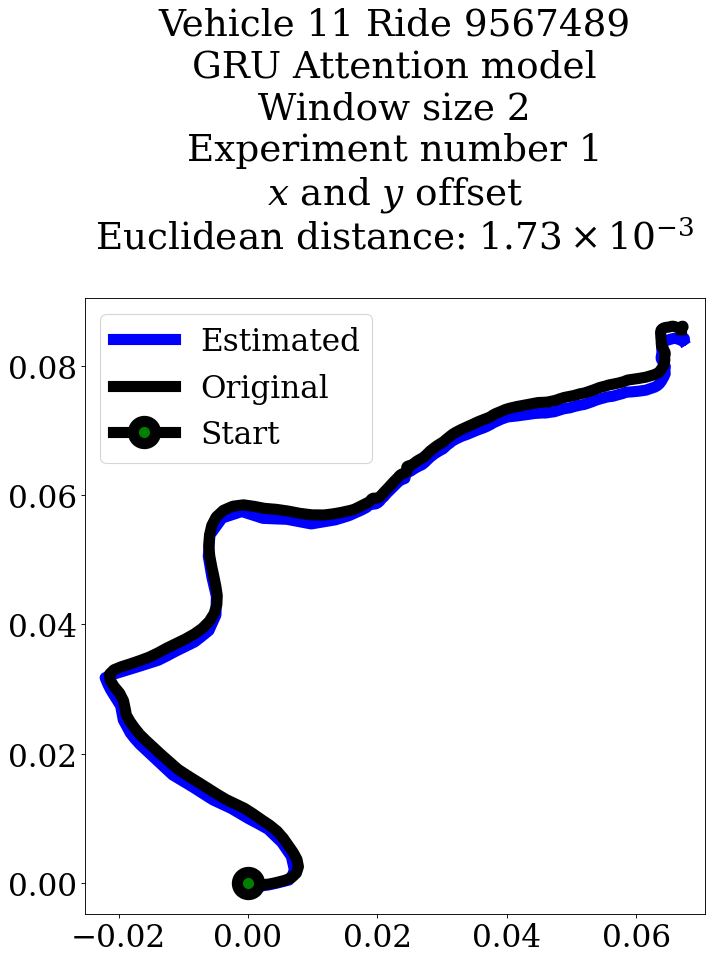 Vehicle 11 Ride 9567489
GRU Attention model
Window size 2
Experiment number 1
x and y offset
Euclidean distance: 1.73 × 10⁻³
Estimated
Original
Start
0.08
0.06
0.04
0.02
0.00
−0.02 0.00 0.02 0.04 0.06